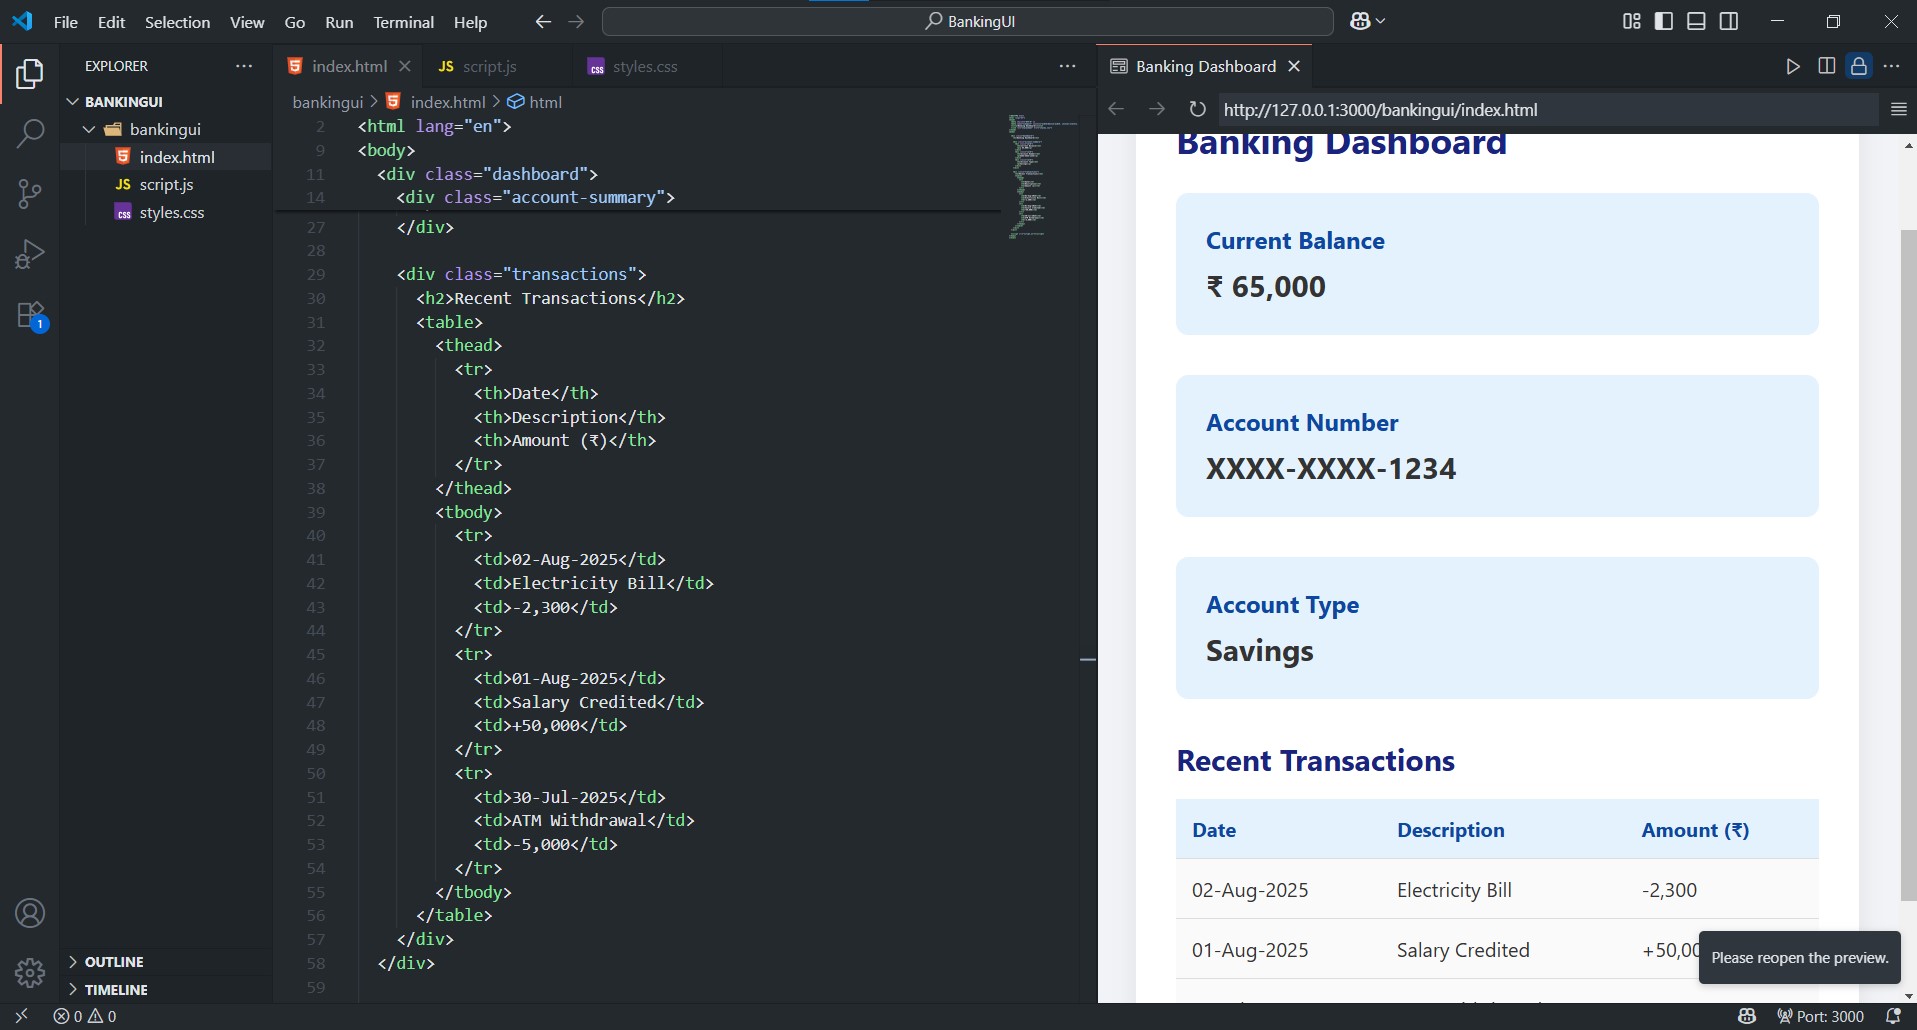 File Edit Selection View Go Run Terminal Help
BankingUI
EXPLORER
BANKINGUI
bankingui
index.html
JS script.js
css styles.css
OUTLINE
TIMELINE
1
index.html
JS script.js
css styles.css
bankingui > index.html > html
2 <html lang="en">
9 <body>
11 <div class="dashboard">
14 <div class="account-summary">
27 </div>
28
29 <div class="transactions">
30 <h2>Recent Transactions</h2>
31 <table>
32 <thead>
33 <tr>
34 <th>Date</th>
35 <th>Description</th>
36 <th>Amount (₹)</th>
37 </tr>
38 </thead>
39 <tbody>
40 <tr>
41 <td>02-Aug-2025</td>
42 <td>Electricity Bill</td>
43 <td>-2,300</td>
44 </tr>
45 <tr>
46 <td>01-Aug-2025</td>
47 <td>Salary Credited</td>
48 <td>+50,000</td>
49 </tr>
50 <tr>
51 <td>30-Jul-2025</td>
52 <td>ATM Withdrawal</td>
53 <td>-5,000</td>
54 </tr>
55 </tbody>
56 </table>
57 </div>
58 </div>
59
Banking Dashboard
http://127.0.0.1:3000/bankingui/index.html
Banking Dashboard
Current Balance
₹ 65,000
Account Number
XXXX-XXXX-1234
Account Type
Savings
Recent Transactions
Date Description Amount (₹)
02-Aug-2025 Electricity Bill -2,300
01-Aug-2025 Salary Credited +50,00
Please reopen the preview.
0 0
Port: 3000